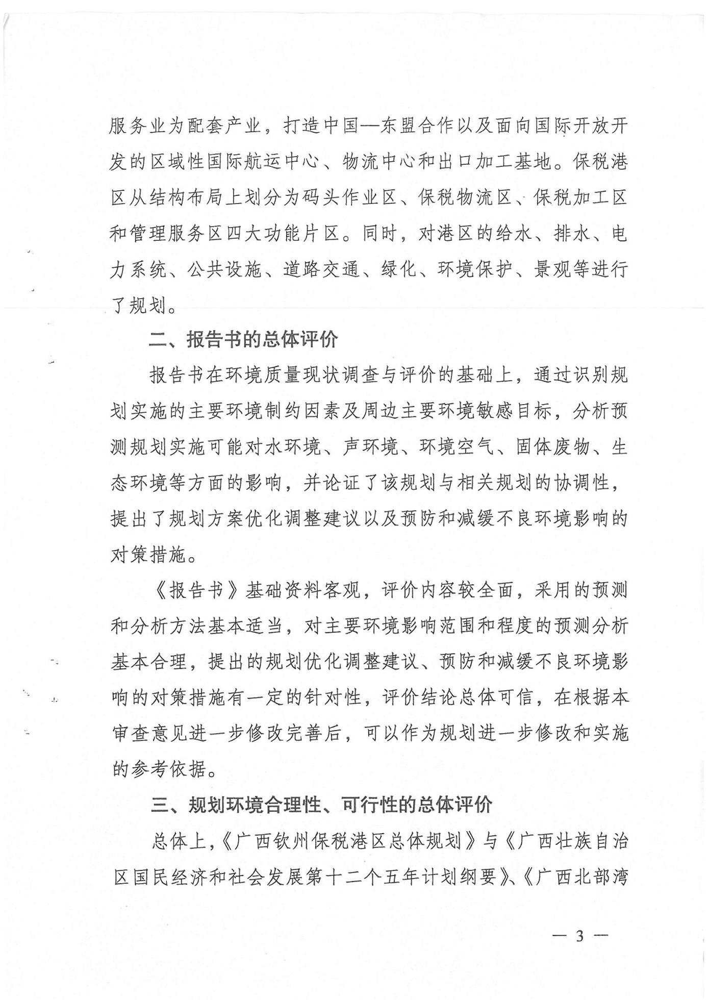 服务业为配套产业，打造中国—东盟合作以及面向国际开放开
发的区域性国际航运中心、物流中心和出口加工基地。保税港
区从结构布局上划分为码头作业区、保税物流区、保税加工区
和管理服务区四大功能片区。同时，对港区的给水、排水、电
力系统、公共设施、道路交通、绿化、环境保护、景观等进行
了规划。
二、报告书的总体评价
报告书在环境质量现状调查与评价的基础上，通过识别规
划实施的主要环境制约因素及周边主要环境敏感目标，分析预
测规划实施可能对水环境、声环境、环境空气、固体废物、生
态环境等方面的影响，并论证了该规划与相关规划的协调性，
提出了规划方案优化调整建议以及预防和减缓不良环境影响的
对策措施。
《报告书》基础资料客观，评价内容较全面，采用的预测
和分析方法基本适当，对主要环境影响范围和程度的预测分析
基本合理，提出的规划优化调整建议、预防和减缓不良环境影
响的对策措施有一定的针对性，评价结论总体可信，在根据本
审查意见进一步修改完善后，可以作为规划进一步修改和实施
的参考依据。
三、规划环境合理性、可行性的总体评价
总体上，《广西钦州保税港区总体规划》与《广西壮族自治
区国民经济和社会发展第十二个五年计划纲要》、《广西北部湾
— 3 —